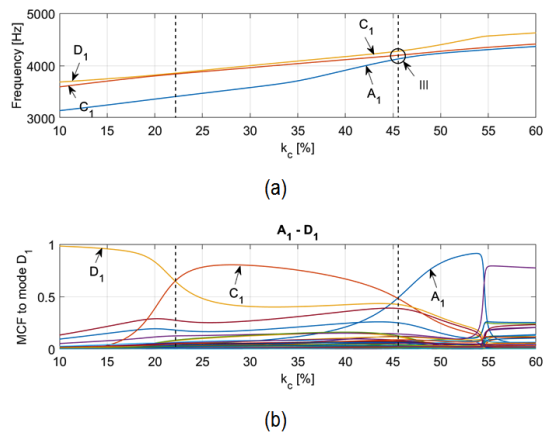 5000
4000
3000
Frequency [Hz]
D1
C1
C1
A1
III
10 15 20 25 30 35 40 45 50 55 60
kc [%]
(a)
A1 - D1
1
0.5
0
MCF to mode D1
D1
C1
A1
10 15 20 25 30 35 40 45 50 55 60
kc [%]
(b)